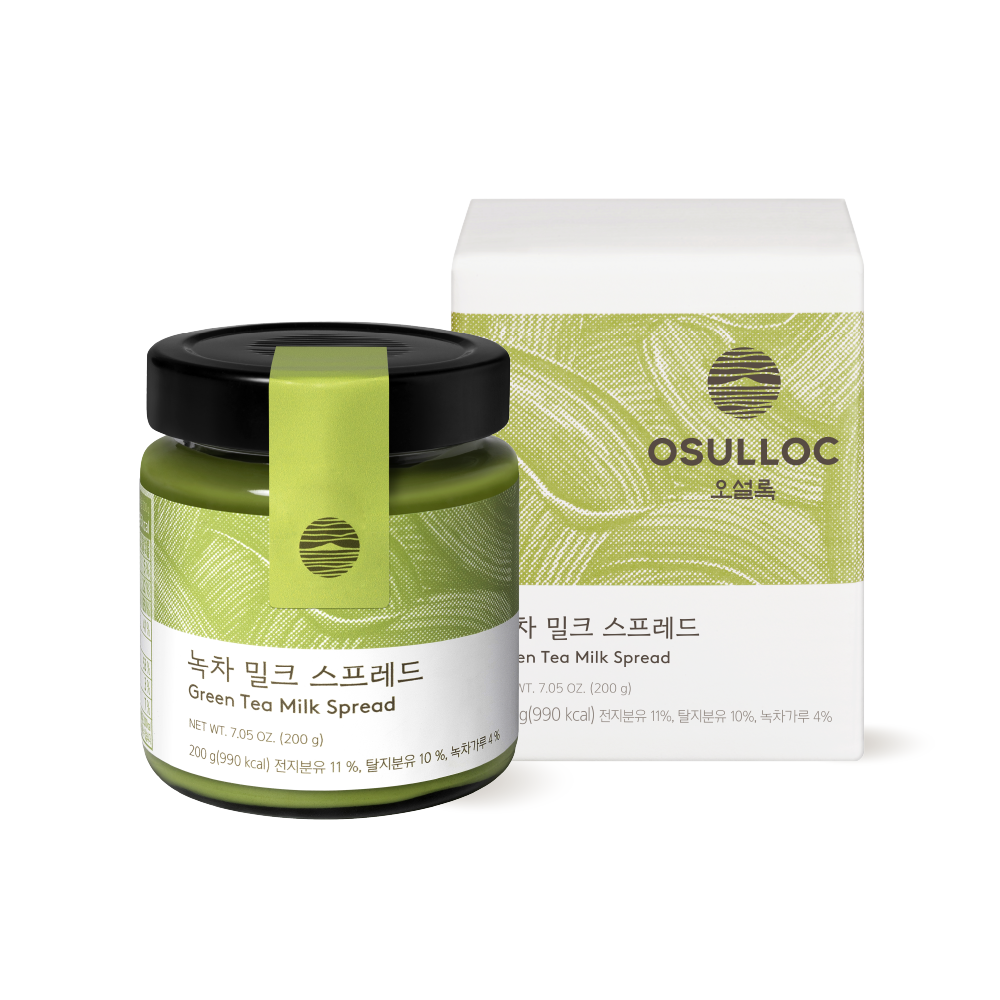 녹차 밀크 스프레드
Green Tea Milk Spread
NET WT. 7.05 OZ. (200 g)
200 g(990 kcal) 전지분유 11 %, 탈지분유 10 %, 녹차가루 4 %
OSULLOC
오설록
차 밀크 스프레드
en Tea Milk Spread
WT. 7.05 OZ. (200 g)
g(990 kcal) 전지분유 11%, 탈지분유 10%, 녹차가루 4%